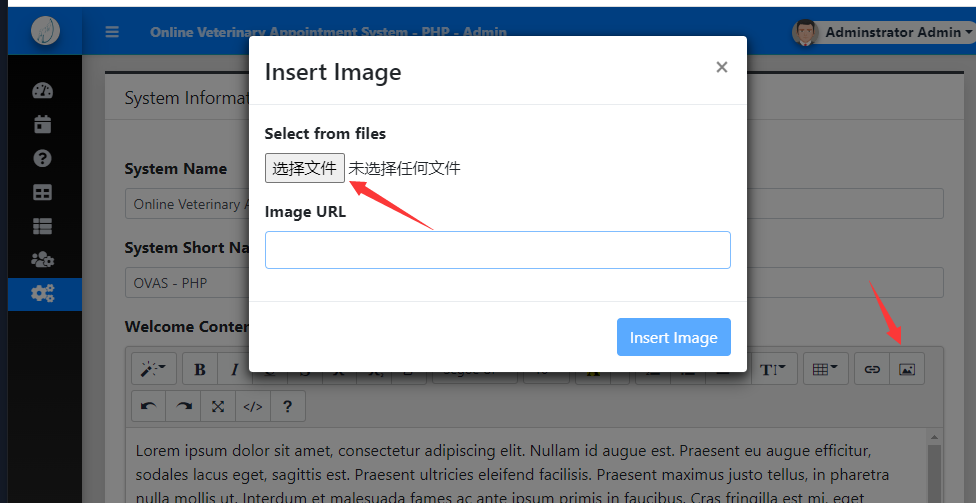 Online Veterinary Appointment System - PHP - Admin
Adminstrator Admin
Insert Image
×
System Informat
Select from files
选择文件 未选择任何文件
System Name
Image URL
Online Veterinary A
System Short Na
OVAS - PHP
Insert Image
Welcome Conten
B I
T!
</> ?
Lorem ipsum dolor sit amet, consectetur adipiscing elit. Nullam id augue est. Praesent eu augue efficitur,
sodales lacus eget, sagittis est. Praesent ultricies eleifend facilisis. Praesent maximus justo tellus, in pharetra
nulla mollis ut. Interdum et malesuada fames ac ante ipsum primis in faucibus. Cras fringilla est mi, eget